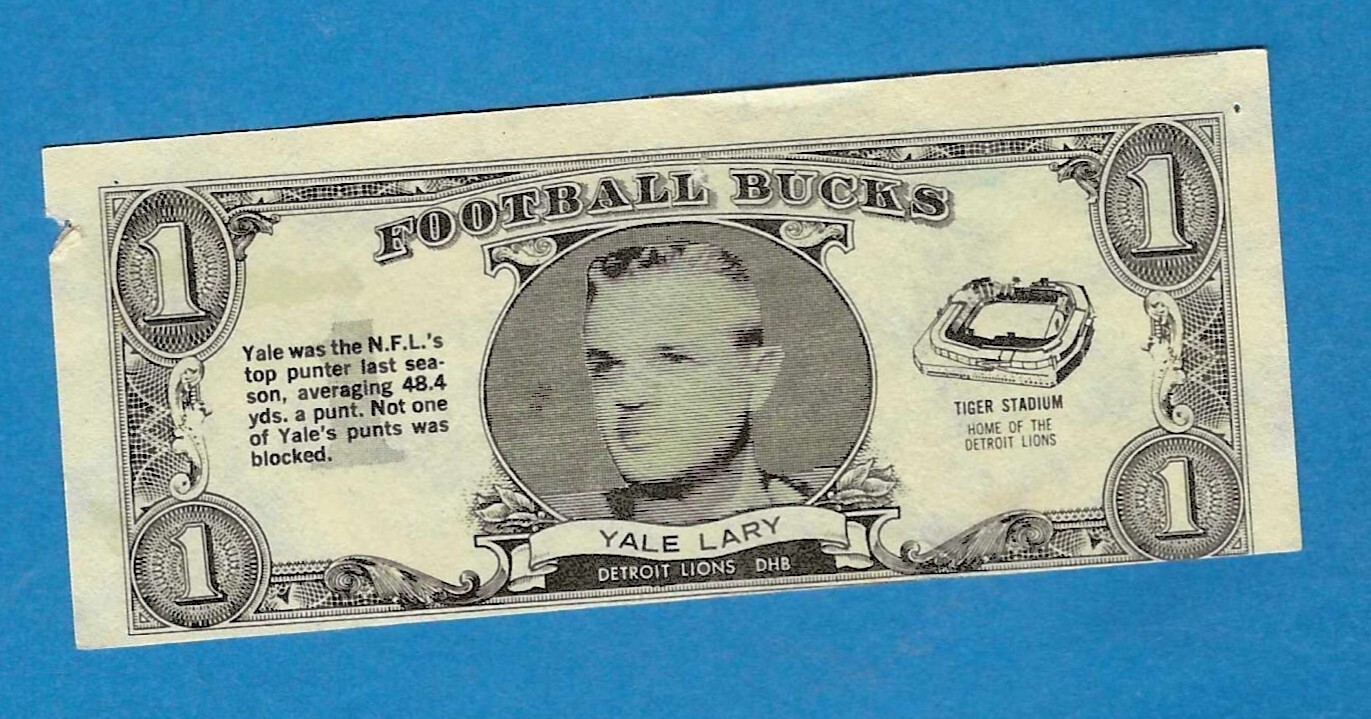 FOOTBALL BUCKS
1
1
Yale was the N.F.L.'s
top punter last sea-
son, averaging 48.4
yds. a punt. Not one
of Yale's punts was
blocked.
1
TIGER STADIUM
HOME OF THE
DETROIT LIONS
1
1
YALE LARY
DETROIT LIONS DHB